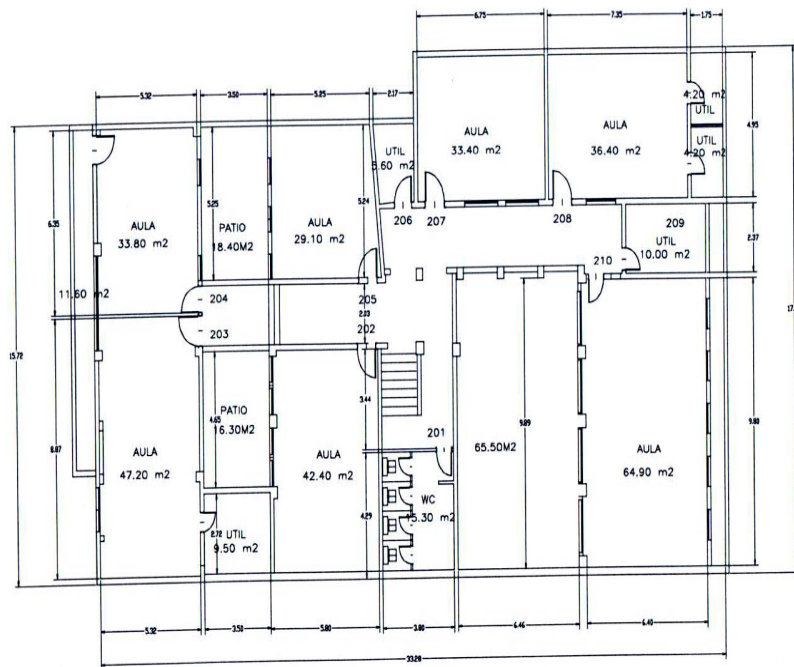 6.75
7.35
1.75
5.32
3.50
5.25
2.17
4.20 m2
UTIL
UTIL
4.20 m2
4.95
AULA
33.40 m2
AULA
36.40 m2
UTIL
5.60 m2
6.35
AULA
33.80 m2
5.25
PATIO
18.40M2
AULA
29.10 m2
5.24
206
207
208
209
UTIL
10.00 m2
2.37
210
11.60 m2
204
203
205
2.03
202
15.72
3.44
4.65
PATIO
16.30M2
201
9.89
65.50M2
9.80
AULA
64.90 m2
8.87
AULA
47.20 m2
AULA
42.40 m2
WC
15.30 m2
4.29
2.72
UTIL
9.50 m2
5.32
3.50
5.80
3.80
6.46
6.40
33.28